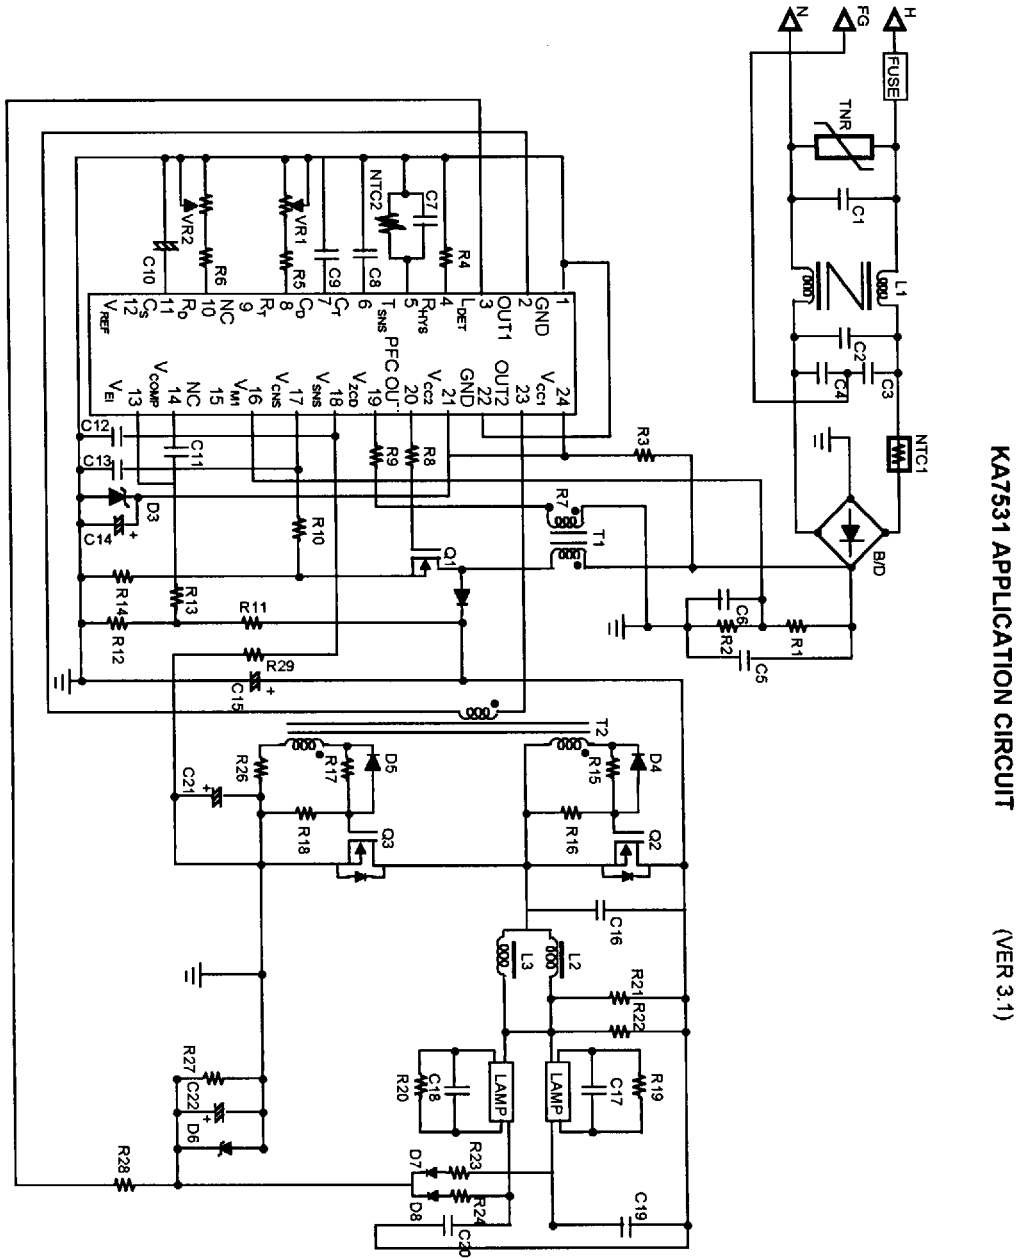 KA7531 APPLICATION CIRCUIT (VER 3.1)
H
FG
N
FUSE
TNR
C1
L1
C2
C3
C4
NTC1
B/D
R1
R2
C6
C5
R3
R7
T1
R4
C7
NTC2
C8
C9
R5
VR1
R6
VR2
C10
1
2 GND
3 OUT1
4 LDET
5 RHYS
6 TSNS
7 CT
8 CD
9 RT
10 NC
11 RD
12 CS
VREF
24 VCC1
23 OUT2
22 GND
21 VCC2
20 PFC OUT
19 VZCD
18 VSNS
17 VCNS
16 VM1
15 NC
14 VCOMP
13 VEI
C12
C13
C11
D3
C14
+
R9
R8
R10
Q1
R14
R13
R12
R11
R29
C15
+
T2
D4
R15
R16
Q2
D5
R17
R18
Q3
R26
C21
+
C16
L2
L3
R21
R22
LAMP
LAMP
C17
R19
C18
R20
R27
C22
+
D6
R28
D7
R23
D8
R24
C19
C20